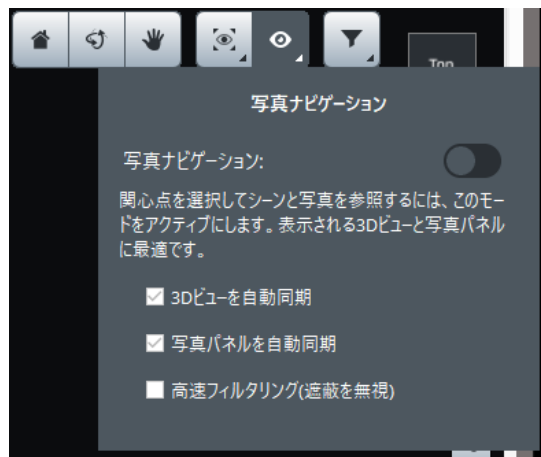 Top
写真ナビゲーション
写真ナビゲーション:
関心点を選択してシーンと写真を参照するには、このモー
ドをアクティブにします。表示される3Dビューと写真パネル
に最適です。
3Dビューを自動同期
写真パネルを自動同期
高速フィルタリング(遮蔽を無視)